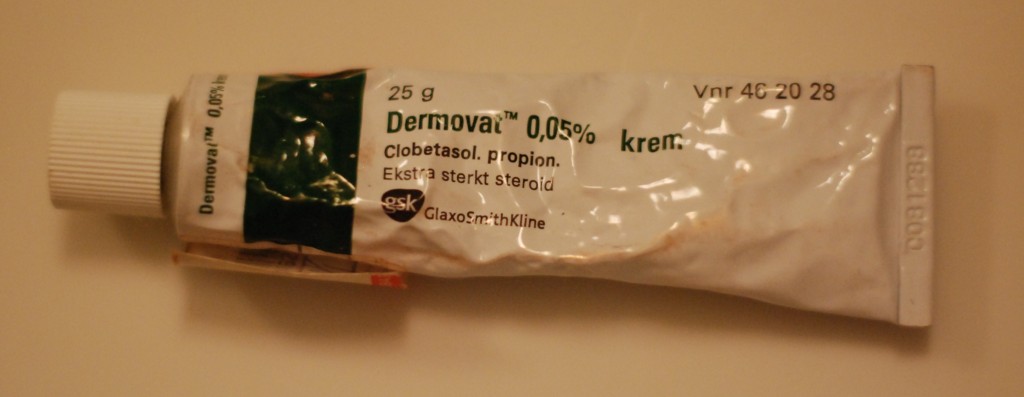 Dermovat™ 0,05%
25 g
Vnr 46 20 28
Dermovat™ 0,05% krem
Clobetasol. propion.
Ekstra sterkt steroid
gsk
GlaxoSmithKline